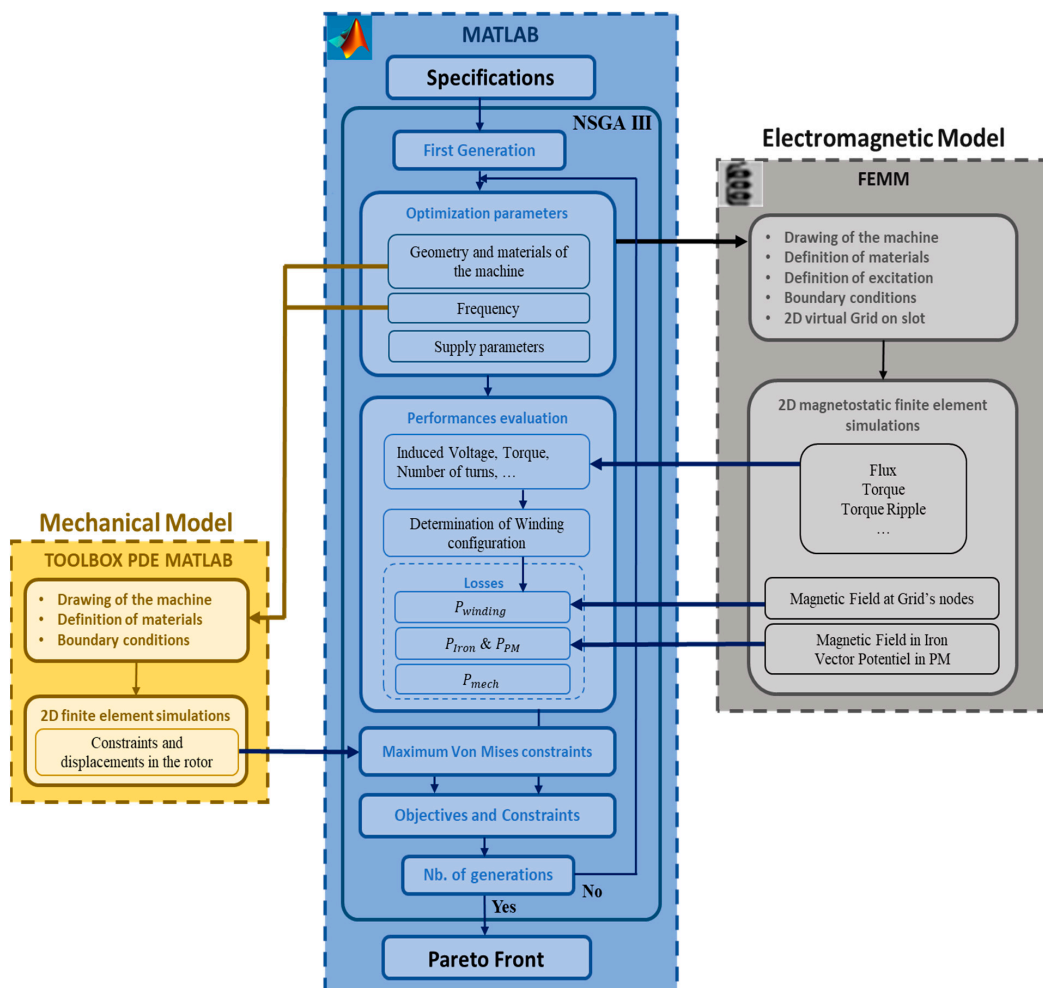 MATLAB
Specifications
NSGA III
First Generation
Optimization parameters
Geometry and materials of
the machine
Frequency
Supply parameters
Performances evaluation
Induced Voltage, Torque,
Number of turns, …
Determination of Winding
configuration
Losses
P_winding
P_Iron & P_PM
P_mech
Maximum Von Mises constraints
Objectives and Constraints
Nb. of generations
No
Yes
Pareto Front
Electromagnetic Model
FEMM
• Drawing of the machine
• Definition of materials
• Definition of excitation
• Boundary conditions
• 2D virtual Grid on slot
2D magnetostatic finite element
simulations
Flux
Torque
Torque Ripple
…
Magnetic Field at Grid's nodes
Magnetic Field in Iron
Vector Potentiel in PM
Mechanical Model
TOOLBOX PDE MATLAB
• Drawing of the machine
• Definition of materials
• Boundary conditions
2D finite element simulations
Constraints and
displacements in the rotor